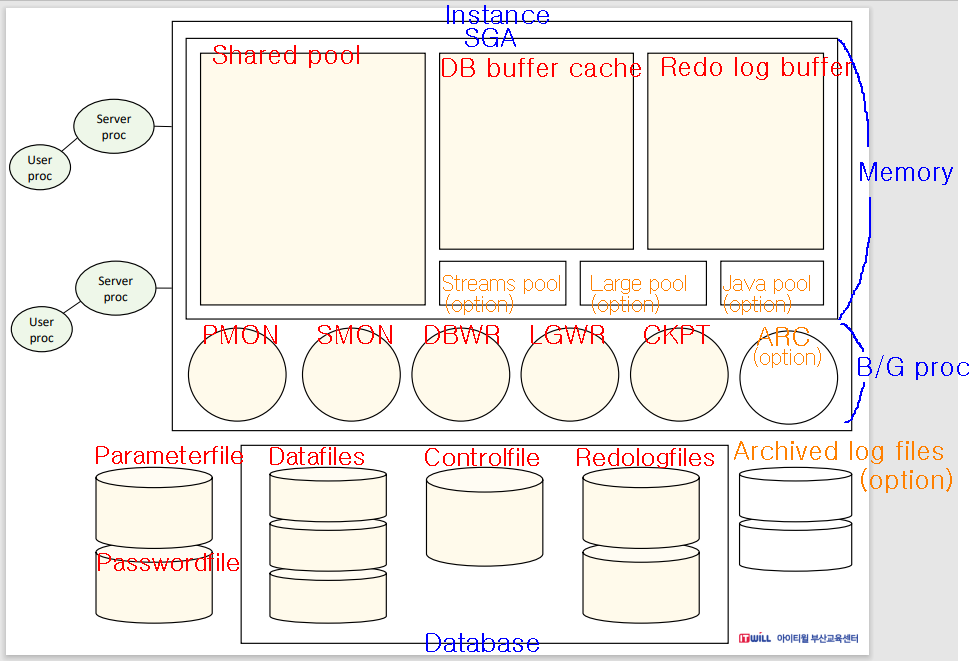 Instance
SGA
Shared pool
DB buffer cache
Redo log buffer
Server
proc
User
proc
Memory
Server
proc
User
proc
Streams pool
(option)
Large pool
(option)
Java pool
(option)
PMON
SMON
DBWR
LGWR
CKPT
ARC
(option)
B/G proc
Parameterfile
Datafiles
Controlfile
Redologfiles
Archived log files
(option)
Passwordfile
Database
ITWILL 아이티윌 부산교육센터